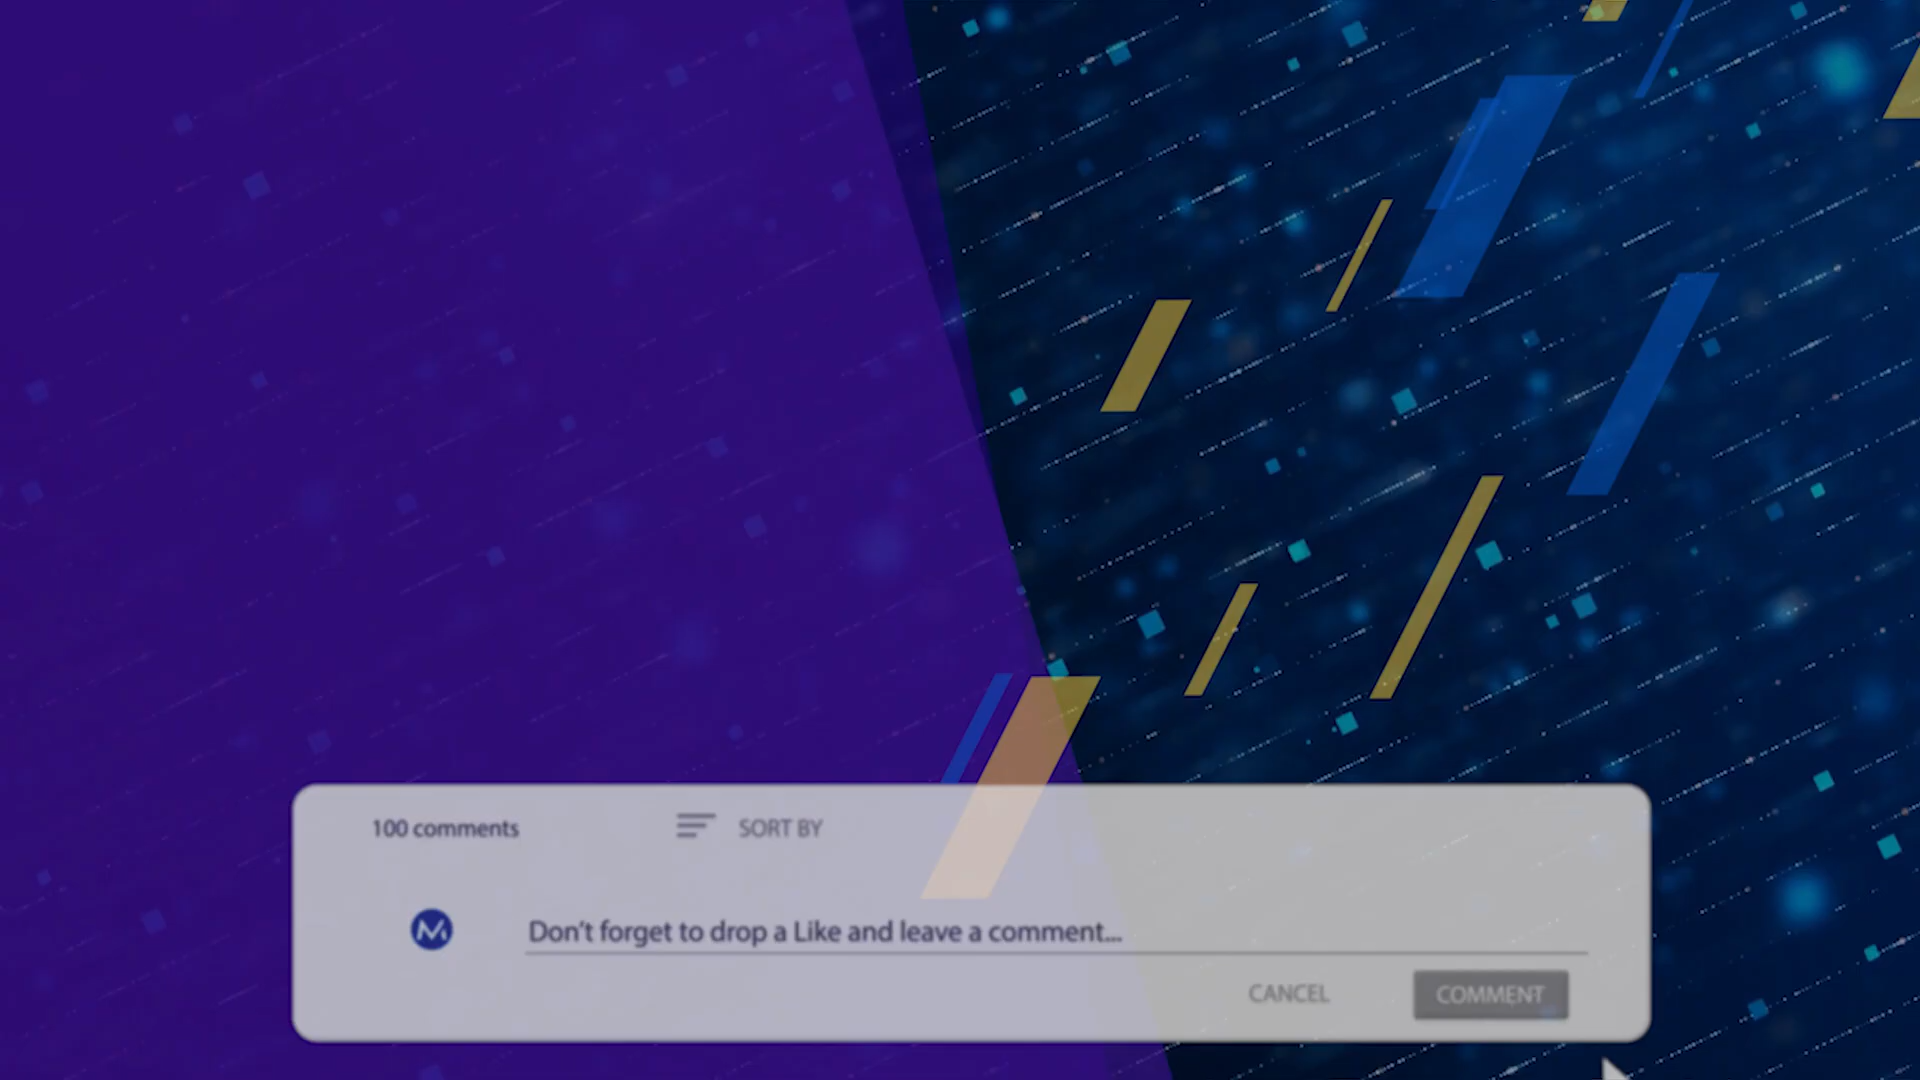 100 comments
SORT BY
Don't forget to drop a Like and leave a comment...
CANCEL
COMMENT